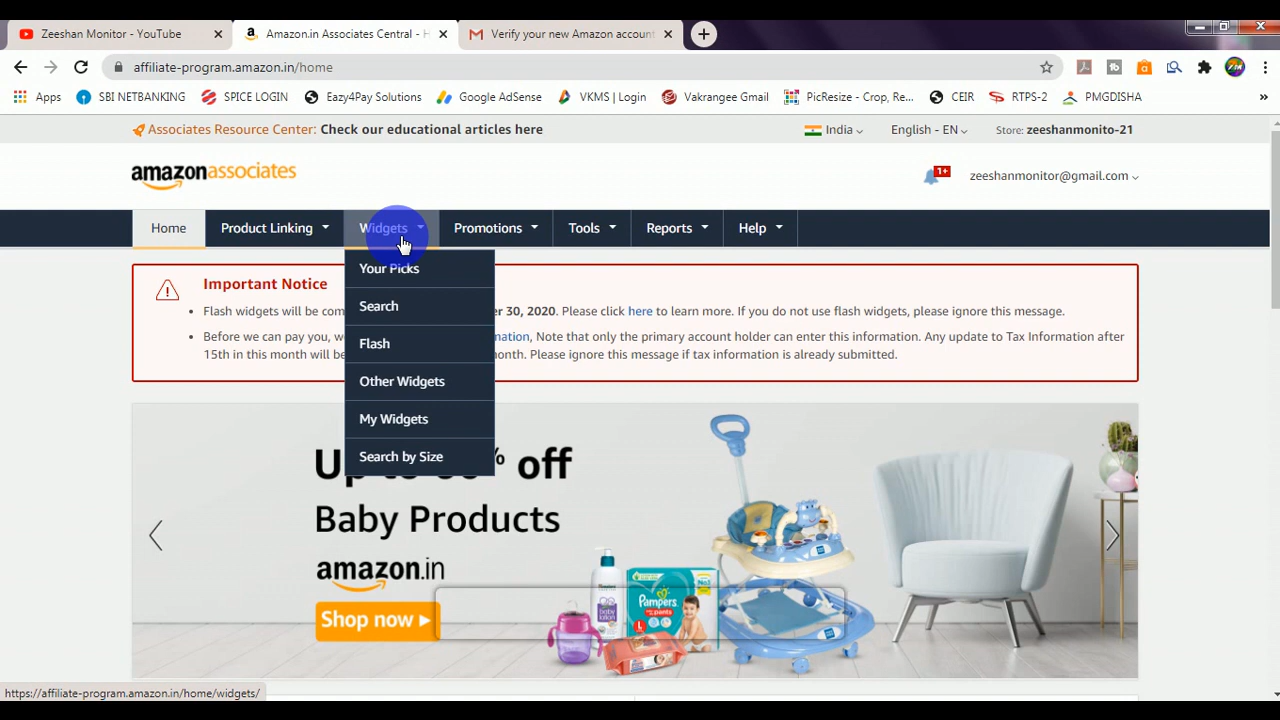 Zeeshan Monitor - YouTube
Amazon.in Associates Central - H
Verify your new Amazon account
affiliate-program.amazon.in/home
Apps
SBI NETBANKING
SPICE LOGIN
Eazy4Pay Solutions
Google AdSense
VKMS | Login
Vakrangee Gmail
PicResize - Crop, Re...
CEIR
RTPS-2
PMGDISHA
»
Associates Resource Center: Check our educational articles here
India
English - EN
Store: zeeshanmonito-21
amazonassociates
1+
zeeshanmonitor@gmail.com
Home
Product Linking
Widgets
Promotions
Tools
Reports
Help
Your Picks
Search
Flash
Other Widgets
My Widgets
Search by Size
Important Notice
Flash widgets will be com r 30, 2020. Please click here to learn more. If you do not use flash widgets, please ignore this message.
Before we can pay you, we mation, Note that only the primary account holder can enter this information. Any update to Tax Information after
15th in this month will be month. Please ignore this message if tax information is already submitted.
Up to % off
Baby Products
amazon.in
Shop now
Pampers
https://affiliate-program.amazon.in/home/widgets/